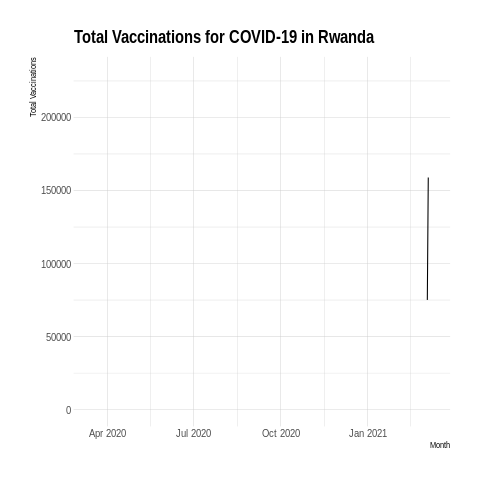 Total Vaccinations for COVID-19 in Rwanda
Total Vaccinations
200000
150000
100000
50000
0
Apr 2020
Jul 2020
Oct 2020
Jan 2021
Month